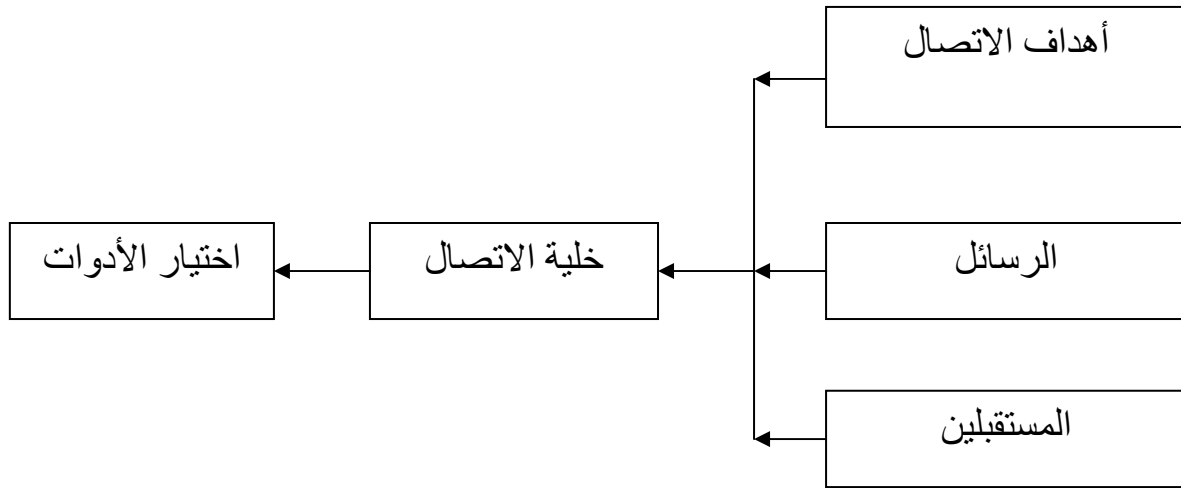 أهداف الاتصال
الرسائل
خلية الاتصال
اختيار الأدوات
المستقبلين